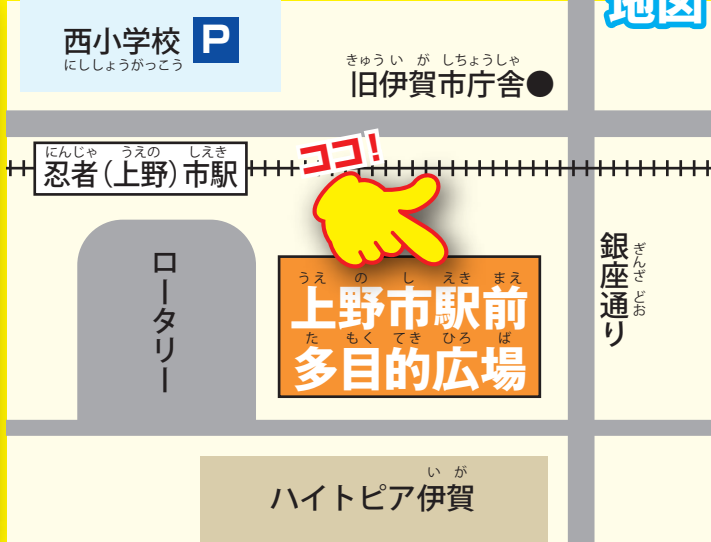 地図
西小学校 P
にししょうがっこう
きゅう い が しちょうしゃ
旧伊賀市庁舎●
にんじゃ うえの しえき
忍者(上野)市駅
ココ!
ロータリー
うえ の し えき まえ
上野市駅前
た もく てき ひろ ば
多目的広場
銀座通り
ぎんざ どお
い が
ハイトピア伊賀